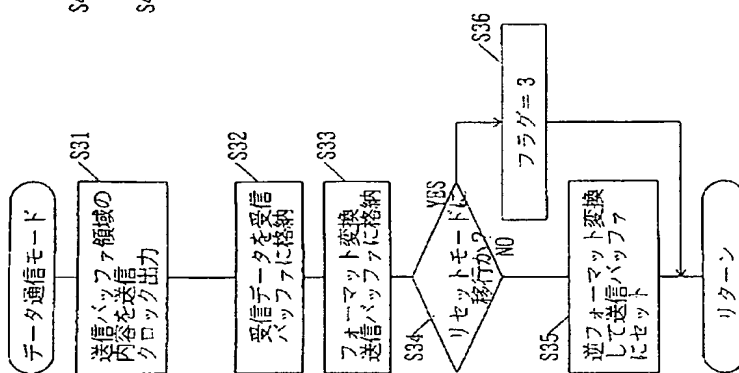 データ通信モード
送信バッファ領域の
内容を送信
クロック出力
S31
受信データを受信
バッファに格納
S32
フォーマット変換
送信バッファに格納
S33
リセットモードに
移行か?
S34
YES
NO
フラグ=3
S36
逆フォーマット変換
して送信バッファ
にセット
S35
リターン